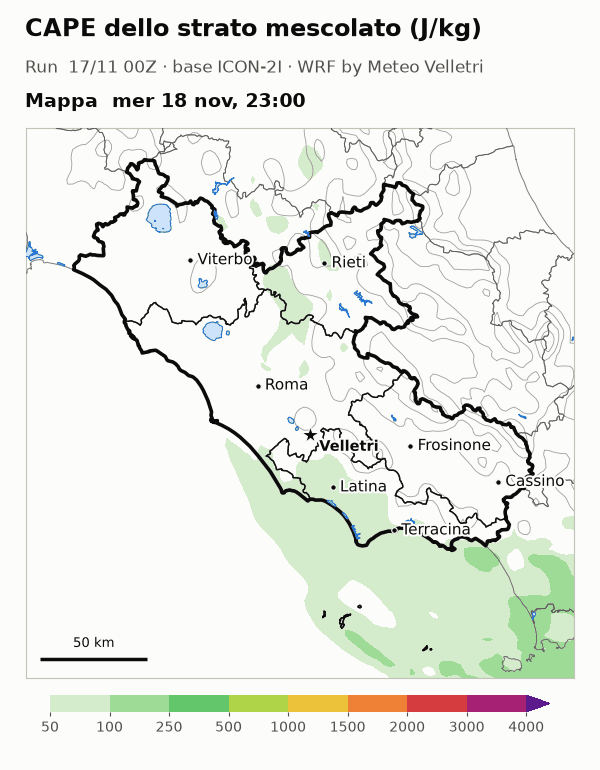 CAPE dello strato mescolato (J/kg)
Run  17/11 00Z · base ICON-2I · WRF by Meteo Velletri
Mappa  mer 18 nov, 23:00
Viterbo
Rieti
Roma
Velletri
Frosinone
Latina
Cassino
Terracina
50 km
50 100 250 500 1000 1500 2000 3000 4000